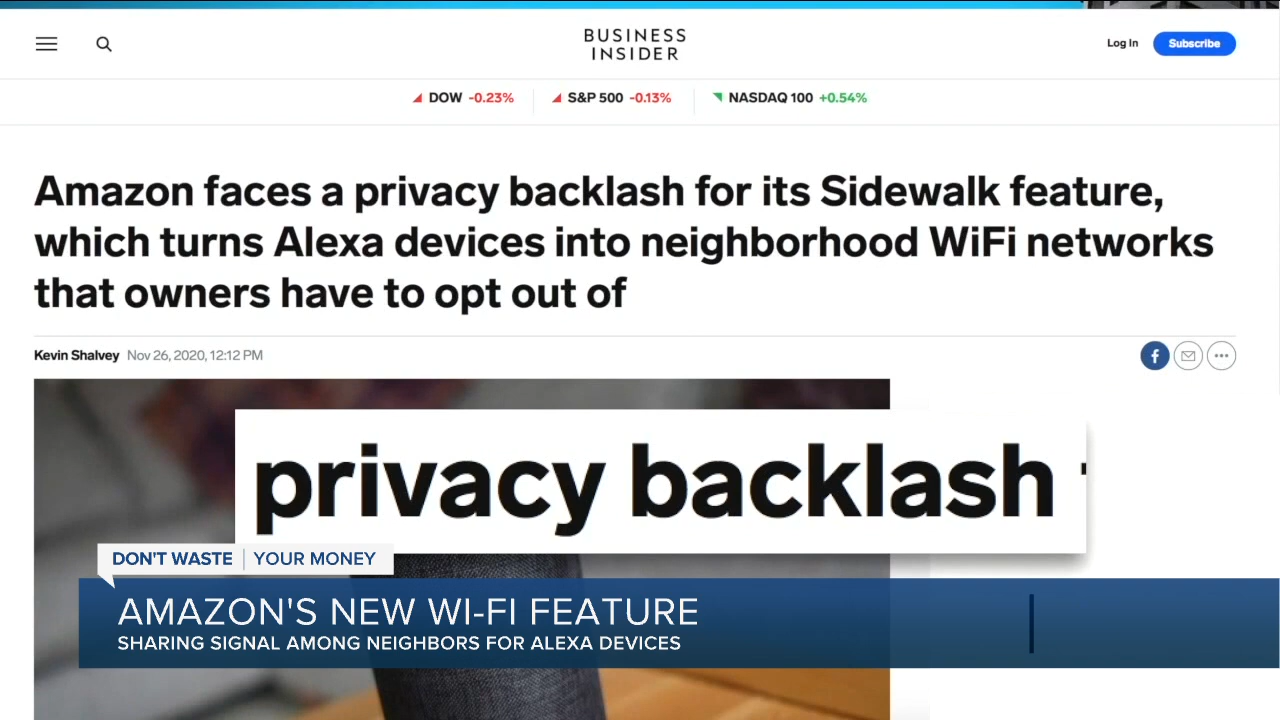 BUSINESS
INSIDER
Log In
Subscribe
DOW -0.23%
S&P 500 -0.13%
NASDAQ 100 +0.54%
Amazon faces a privacy backlash for its Sidewalk feature,
which turns Alexa devices into neighborhood WiFi networks
that owners have to opt out of
Kevin Shalvey Nov 26, 2020, 12:12 PM
privacy backlash
DON'T WASTE | YOUR MONEY
AMAZON'S NEW WI-FI FEATURE
SHARING SIGNAL AMONG NEIGHBORS FOR ALEXA DEVICES